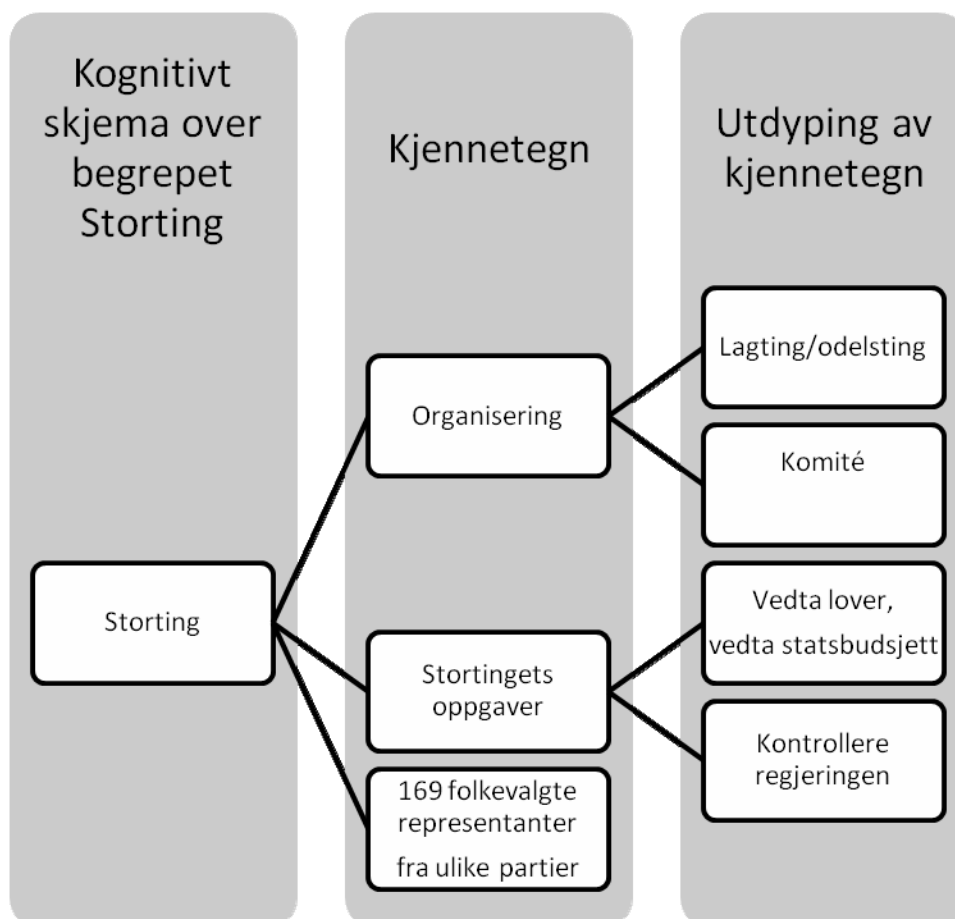 Kognitivt
skjema over
begrepet
Storting
Kjennetegn
Utdyping av
kjennetegn
Storting
Organisering
Stortingets
oppgaver
169 folkevalgte
representanter
fra ulike partier
Lagting/odelsting
Komité
Vedta lover,
vedta statsbudsjett
Kontrollere
regjeringen